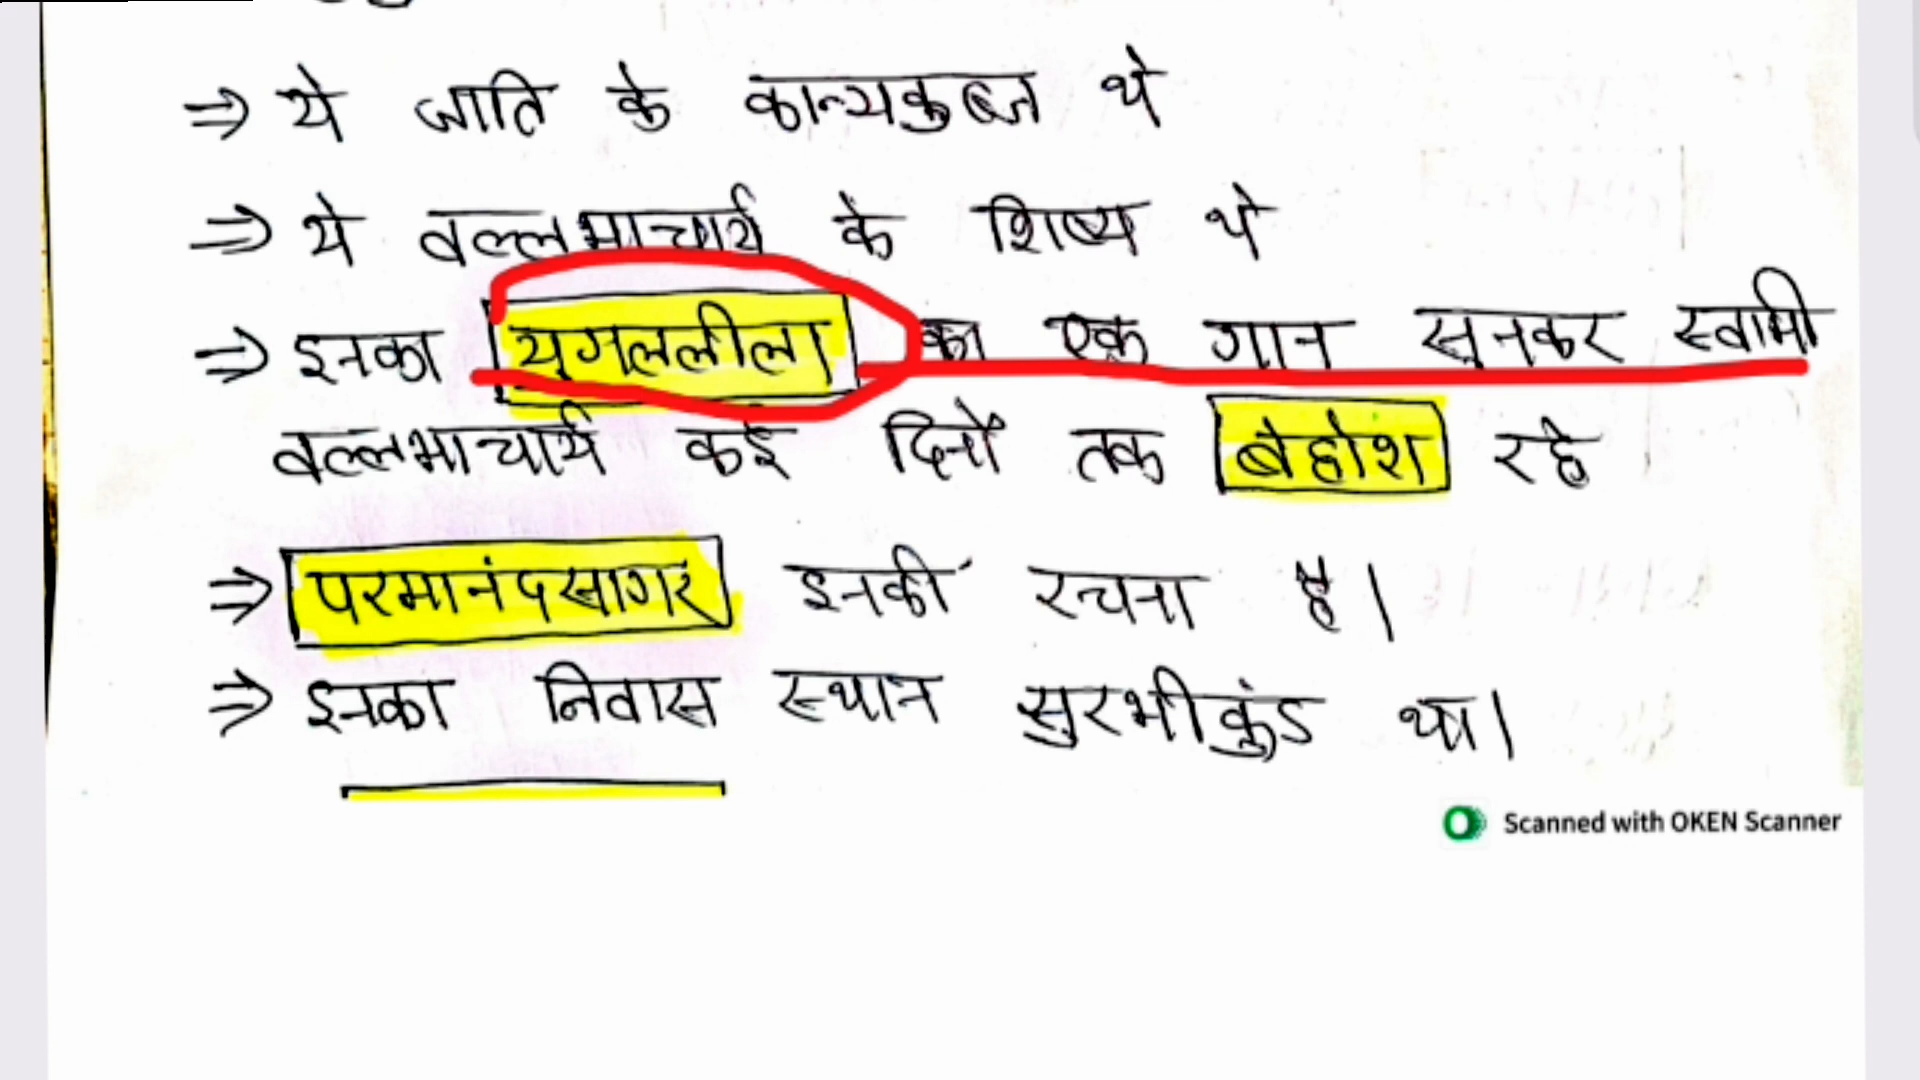 ⇒ ये जाति के कान्यकुब्ज थे
⇒ ये वल्लभाचार्य के शिष्य थे
⇒ इनका युगललीला का एक गान सुनकर स्वामी
वल्लभाचार्य कई दिनों तक बेहोश रहे
⇒ परमानंदसागर इनकी रचना है।
⇒ इनका निवास स्थान सुरभीकुंड था।
Scanned with OKEN Scanner